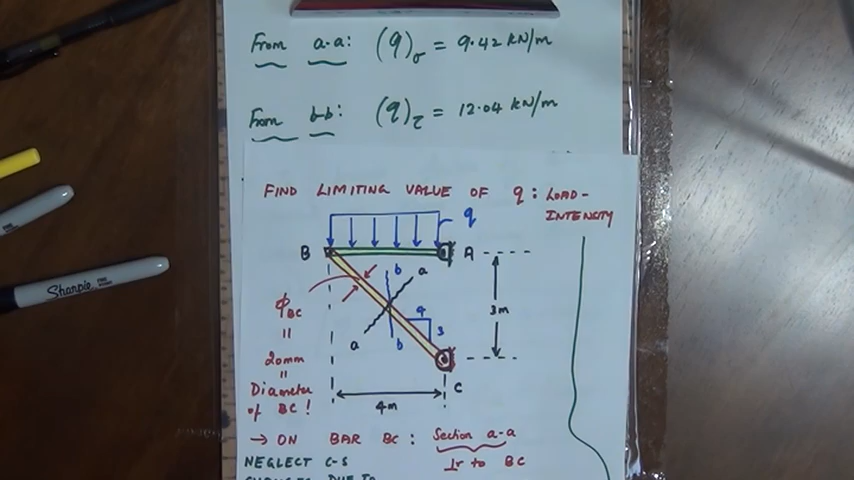 From a-a: (q)σ = 9.42 kN/m
From b-b: (q)τ = 12.04 kN/m
FIND LIMITING VALUE OF q: LOAD-
INTENSITY
q
B
A
b
a
ϕBC
4
3
3m
"
a
b
20mm
"
C
Diameter
of BC!
4m
→ ON BAR BC: Section a-a
NEGLECT C-S
⊥r to BC
Sharpie